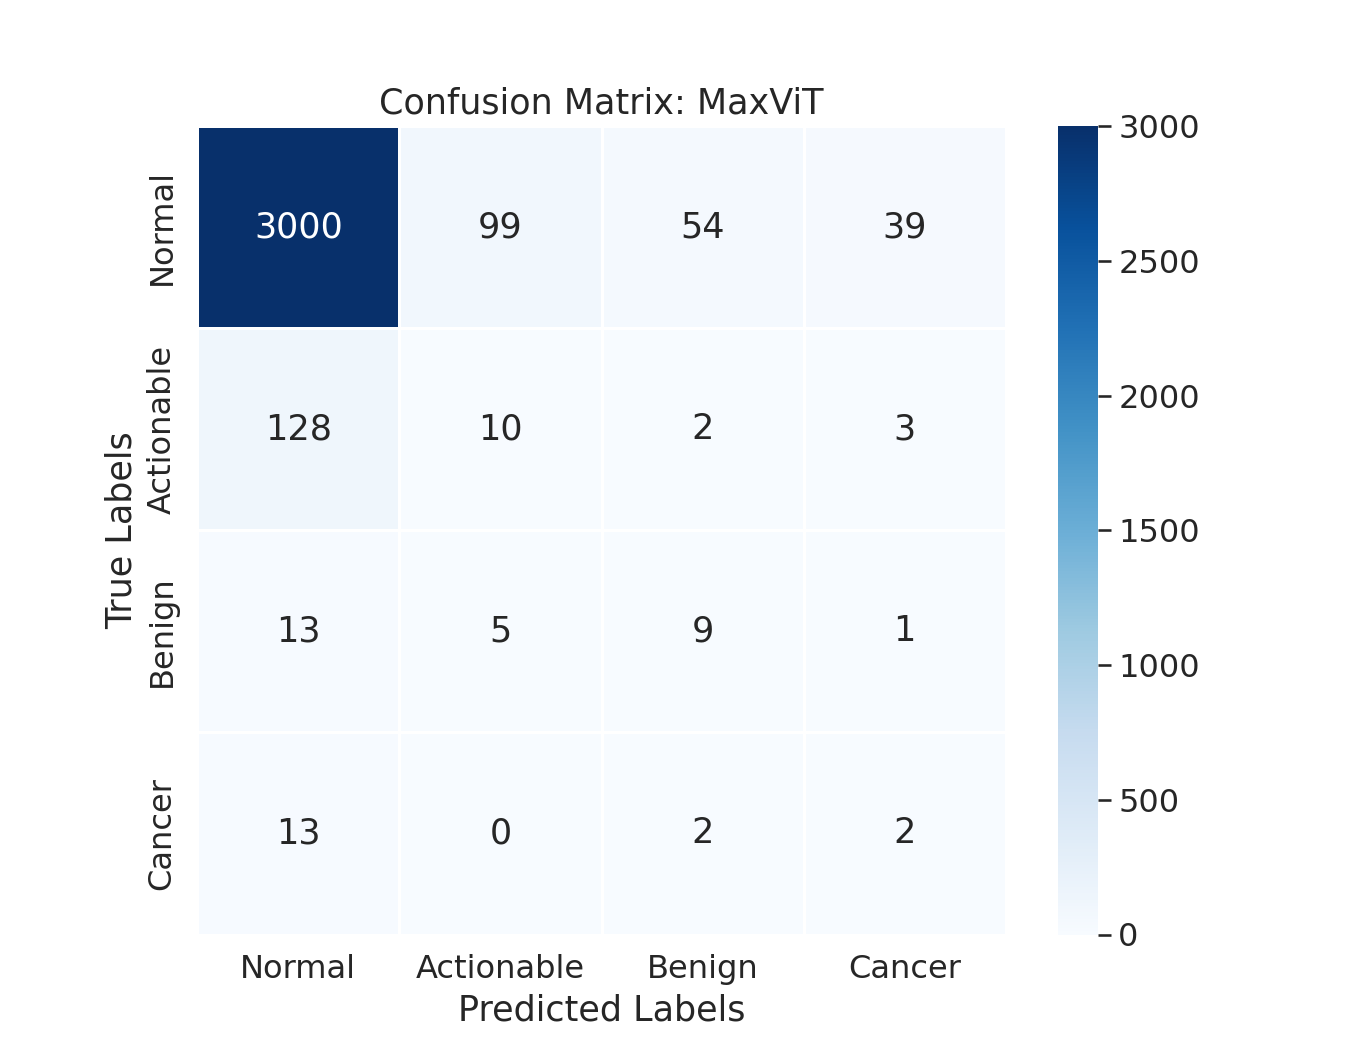 Confusion Matrix: MaxViT
True Labels
Normal
3000 99 54 39
Actionable
128 10 2 3
Benign
13 5 9 1
Cancer
13 0 2 2
Normal Actionable Benign Cancer
Predicted Labels
3000
2500
2000
1500
1000
500
0